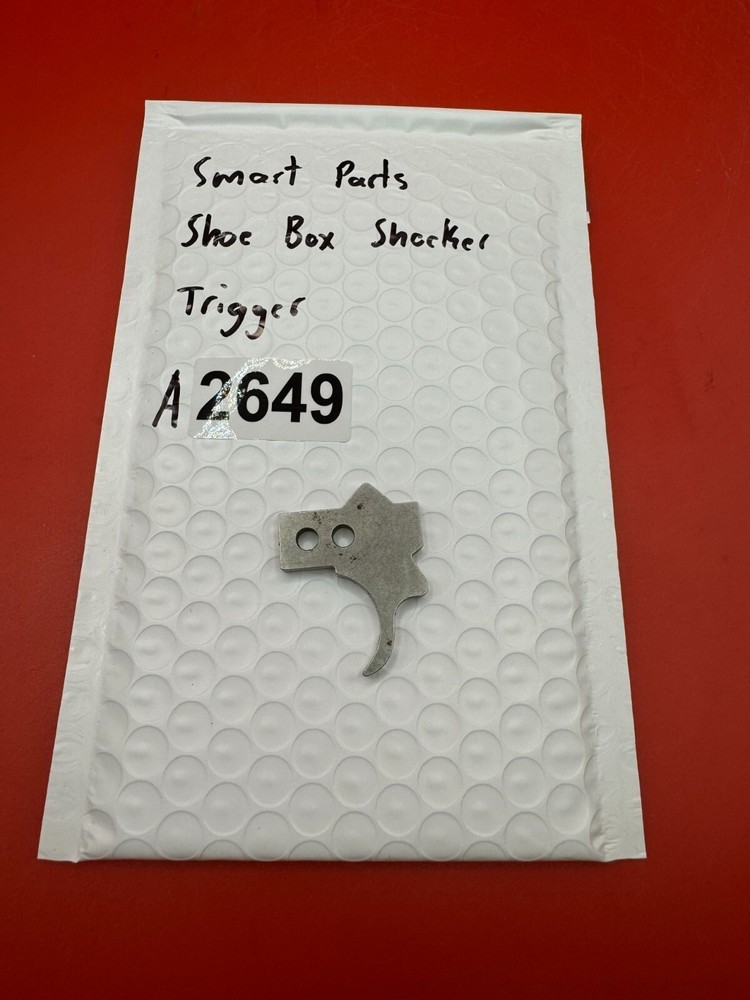 Smart Parts
Shoe Box Shocker
Trigger
A 2649